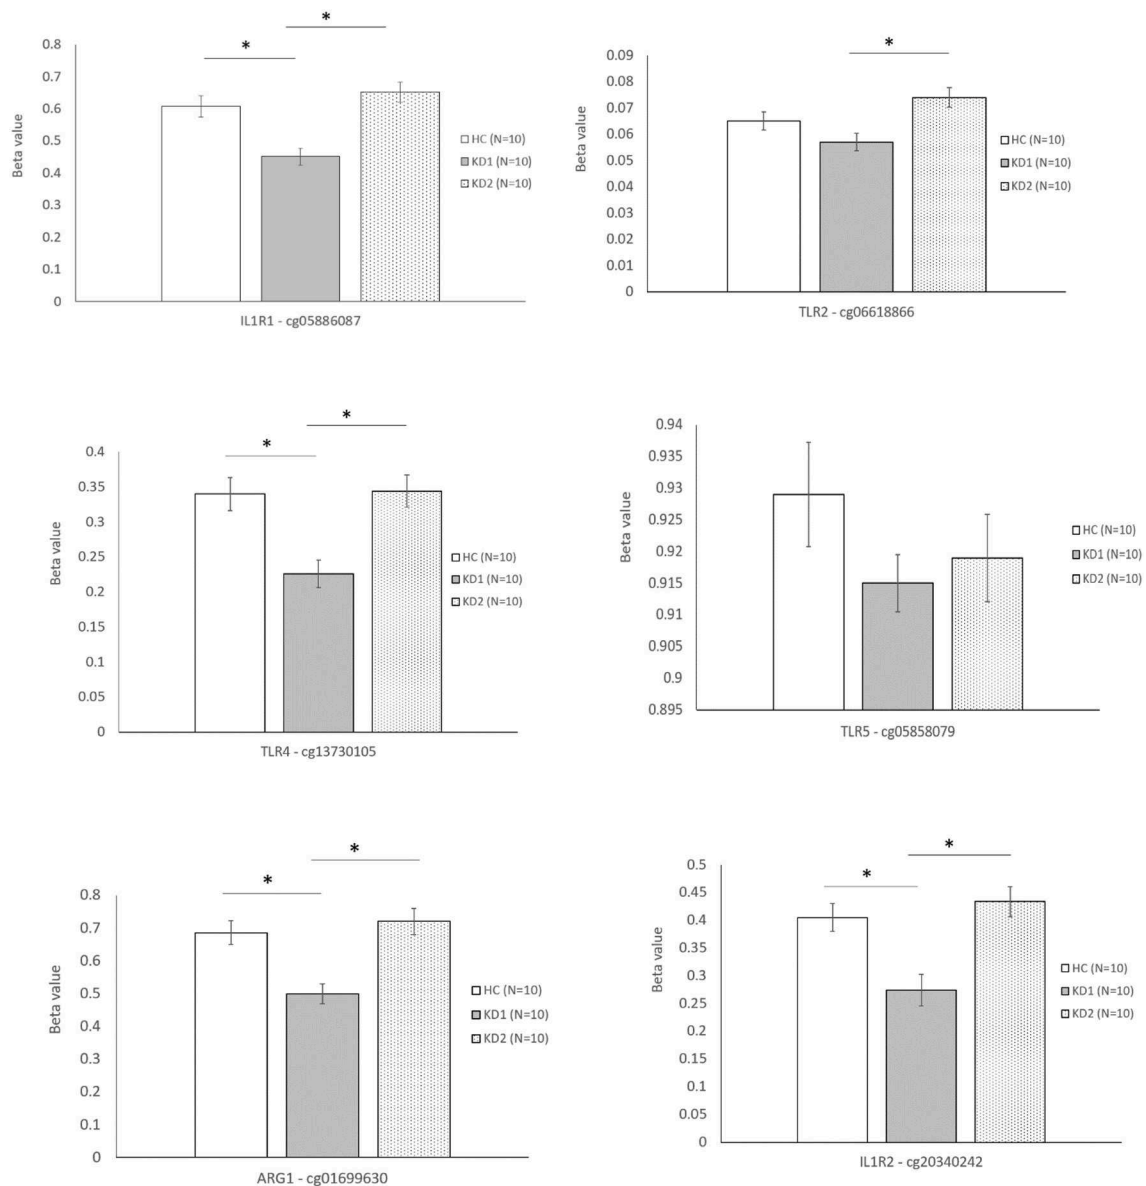 *
*
0.8
0.7
0.6
0.5
0.4
0.3
0.2
0.1
0
Beta value
HC (N=10)
KD1 (N=10)
KD2 (N=10)
IL1R1 - cg05886087
*
0.09
0.08
0.07
0.06
0.05
0.04
0.03
0.02
0.01
0
Beta value
HC (N=10)
KD1 (N=10)
KD2 (N=10)
TLR2 - cg06618866
*
*
0.4
0.35
0.3
0.25
0.2
0.15
0.1
0.05
0
Beta value
HC (N=10)
KD1 (N=10)
KD2 (N=10)
TLR4 - cg13730105
0.94
0.935
0.93
0.925
0.92
0.915
0.91
0.905
0.9
0.895
Beta value
HC (N=10)
KD1 (N=10)
KD2 (N=10)
TLR5 - cg05858079
*
*
0.8
0.7
0.6
0.5
0.4
0.3
0.2
0.1
0
Beta value
HC (N=10)
KD1 (N=10)
KD2 (N=10)
ARG1 - cg01699630
*
*
0.5
0.45
0.4
0.35
0.3
0.25
0.2
0.15
0.1
0.05
0
Beta value
HC (N=10)
KD1 (N=10)
KD2 (N=10)
IL1R2 - cg20340242